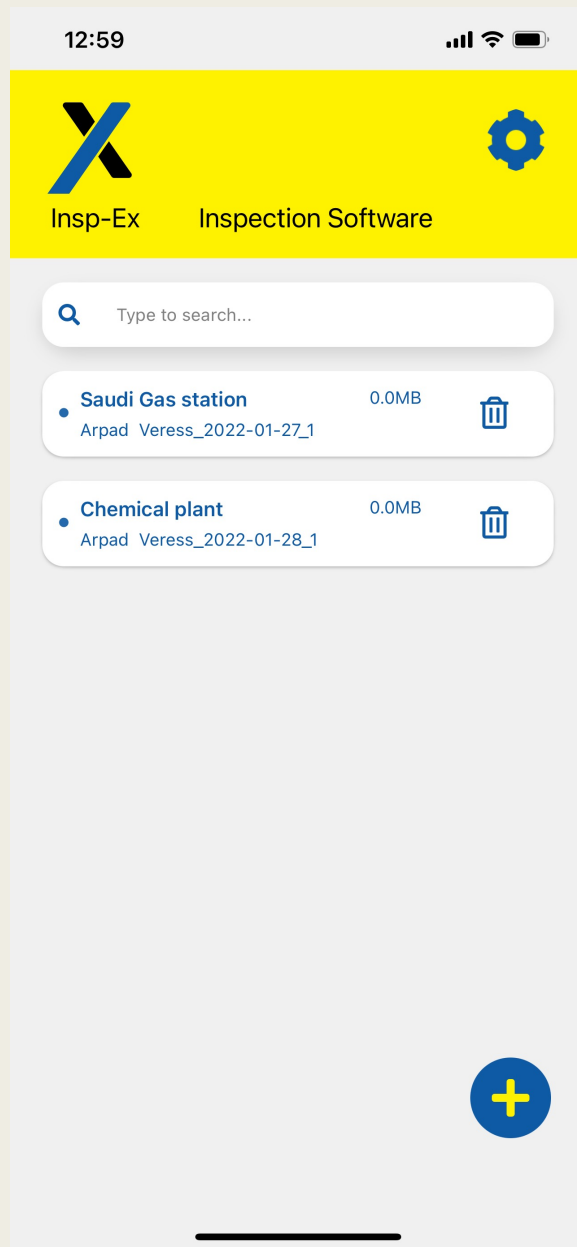 12:59
Insp-Ex Inspection Software
Type to search...
Saudi Gas station 0.0MB
Arpad Veress_2022-01-27_1
Chemical plant 0.0MB
Arpad Veress_2022-01-28_1